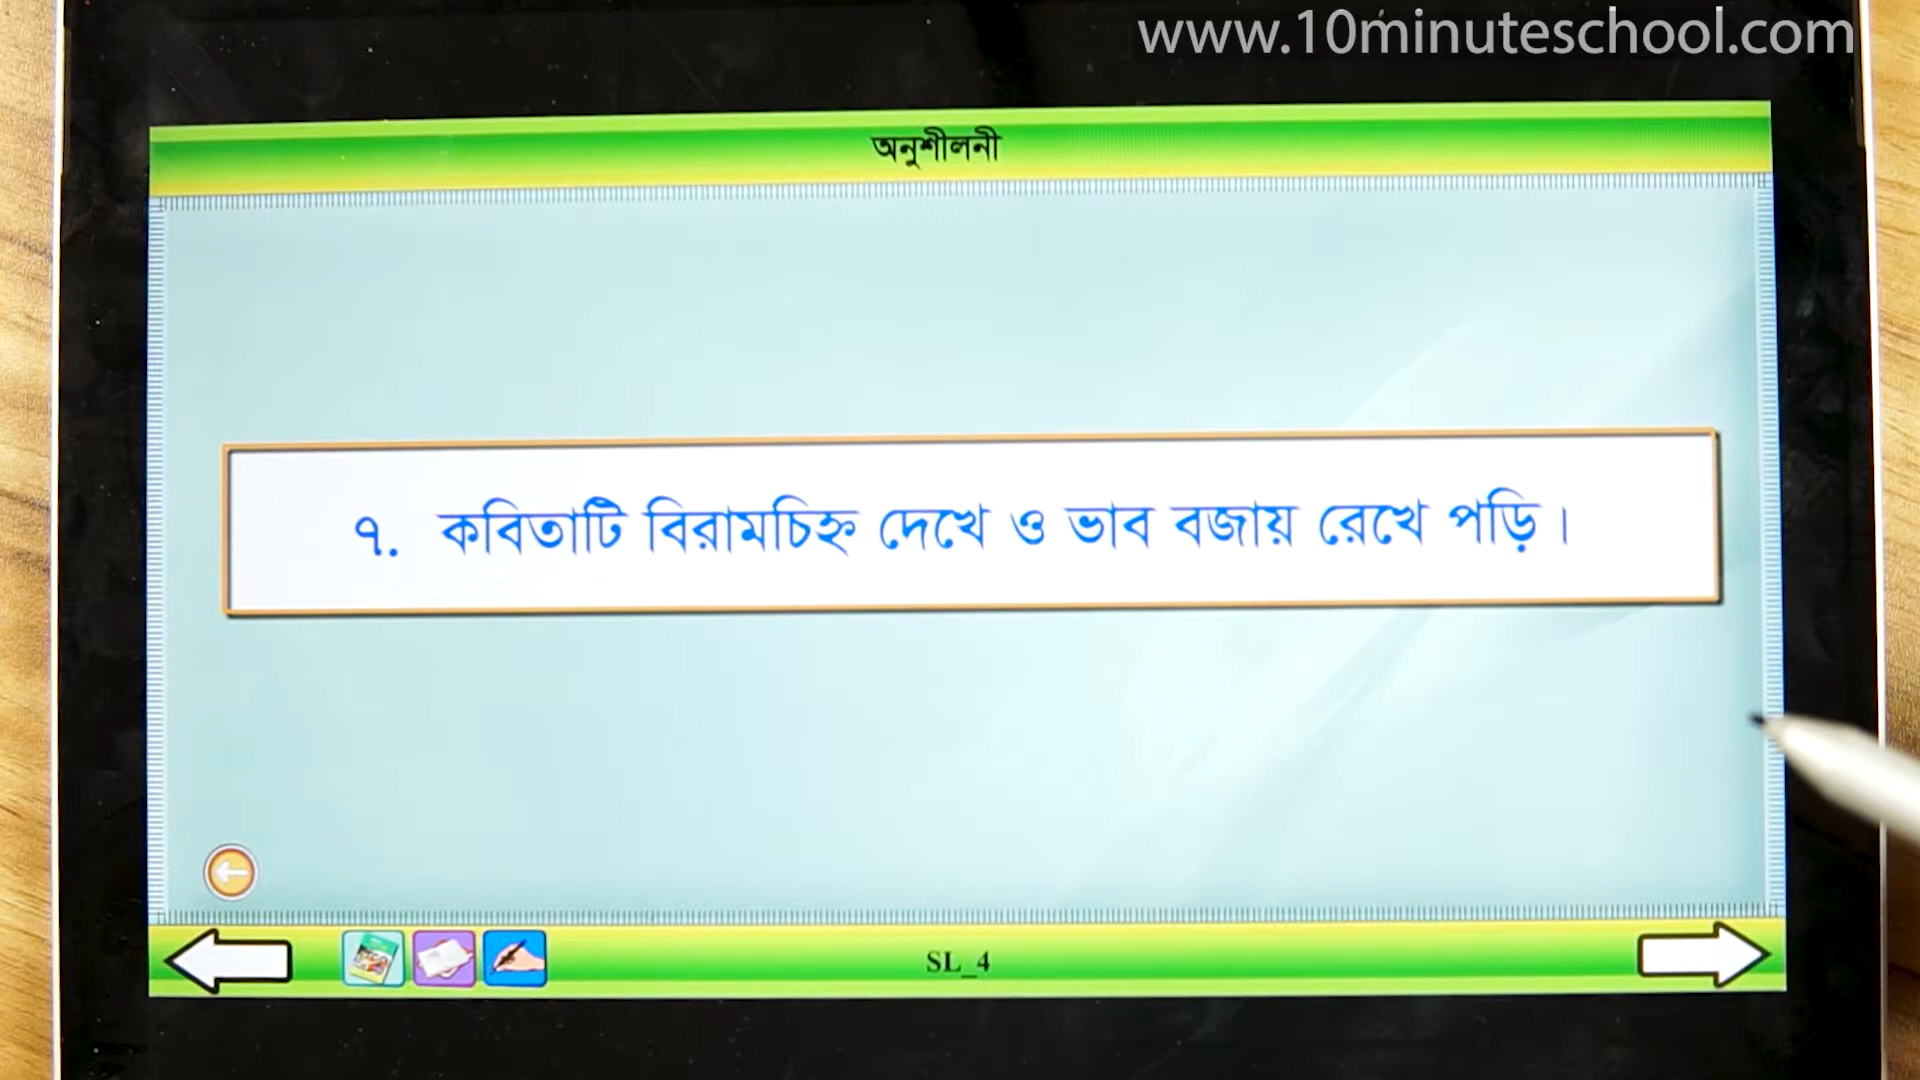 www.10minuteschool.com
অনুশীলনী
৭. কবিতাটি বিরামচিহ্ন দেখে ও ভাব বজায় রেখে পড়ি।
SL_4